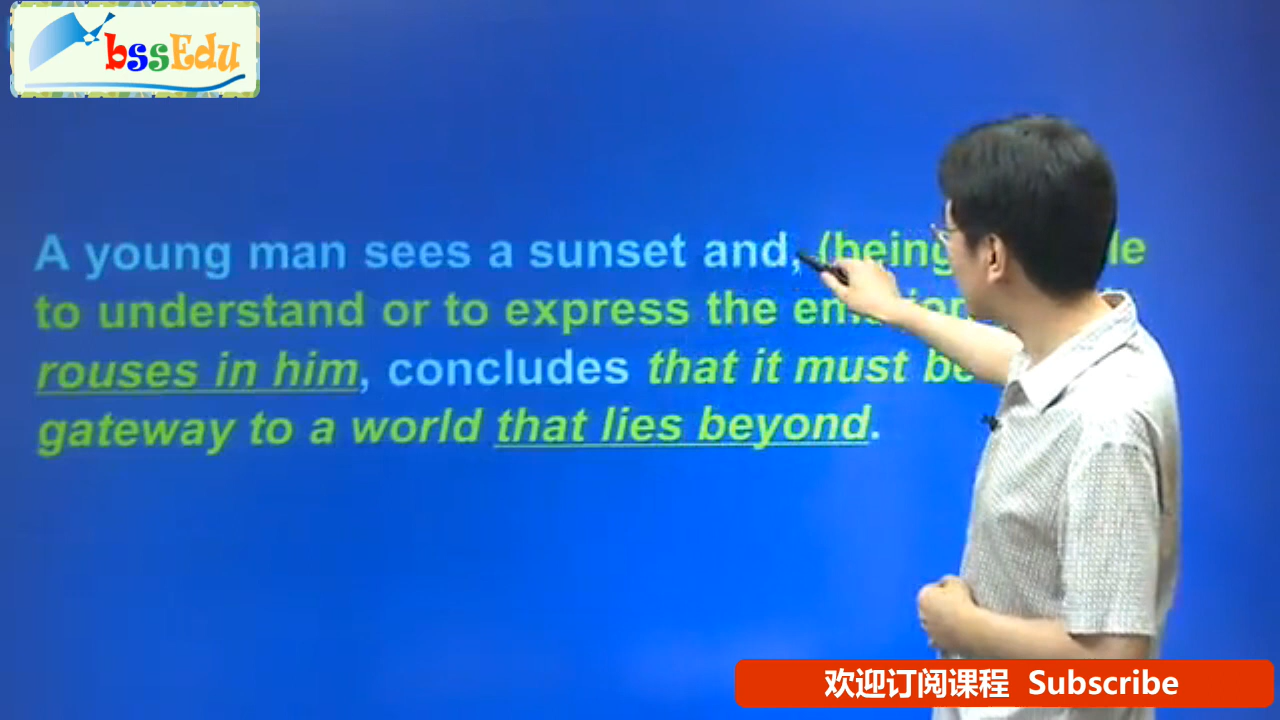 bssEdu
A young man sees a sunset and, (being
to understand or to express the
rouses in him, concludes that it must be
gateway to a world that lies beyond.
欢迎订阅课程 Subscribe